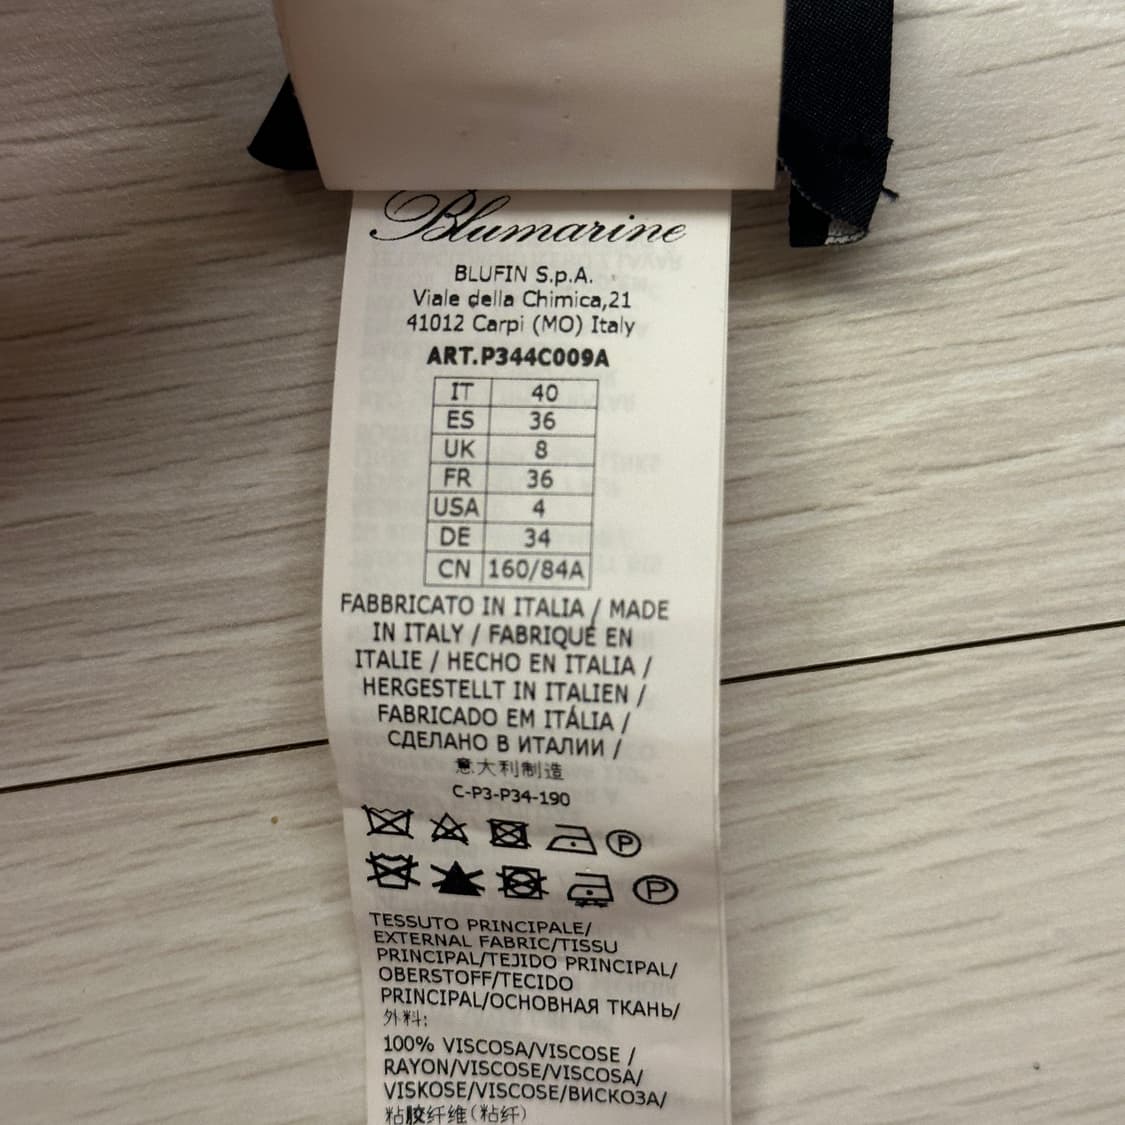 Blumarine
BLUFIN S.p.A.
Viale della Chimica,21
41012 Carpi (MO) Italy
ART.P344C009A
IT 40
ES 36
UK 8
FR 36
USA 4
DE 34
CN 160/84A
FABBRICATO IN ITALIA / MADE
IN ITALY / FABRIQUÉ EN
ITALIE / HECHO EN ITALIA /
HERGESTELLT IN ITALIEN /
FABRICADO EM ITÁLIA /
СДЕЛАНО В ИТАЛИИ /
意大利制造
C-P3-P34-190
P
P
TESSUTO PRINCIPALE/
EXTERNAL FABRIC/TISSU
PRINCIPAL/TEJIDO PRINCIPAL/
OBERSTOFF/TECIDO
PRINCIPAL/ОСНОВНАЯ ТКАНЬ/
外料:
100% VISCOSA/VISCOSE /
RAYON/VISCOSE/VISCOSA/
VISKOSE/VISCOSE/ВИСКОЗА/
粘胶纤维(粘纤)